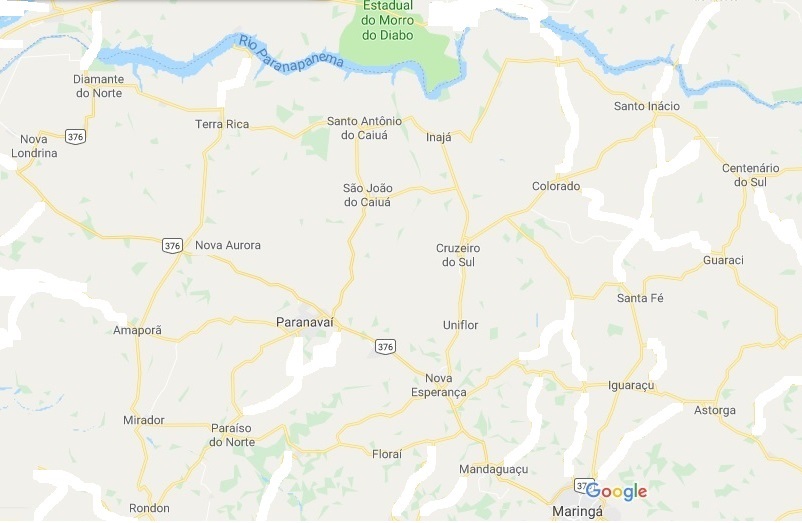 Estadual
do Morro
do Diabo
Rio Paranapanema
Diamante
do Norte
Santo Inácio
Terra Rica
Santo Antônio
do Caiuá
Inajá
376
Nova
Londrina
Centenário
do Sul
São João
do Caiuá
Colorado
376
Nova Aurora
Cruzeiro
do Sul
Guaraci
Santa Fé
Paranavaí
Uniflor
Amaporã
376
Nova
Esperança
Iguaraçu
Astorga
Mirador
Paraíso
do Norte
Floraí
Mandaguaçu
Google
Rondon
Maringá